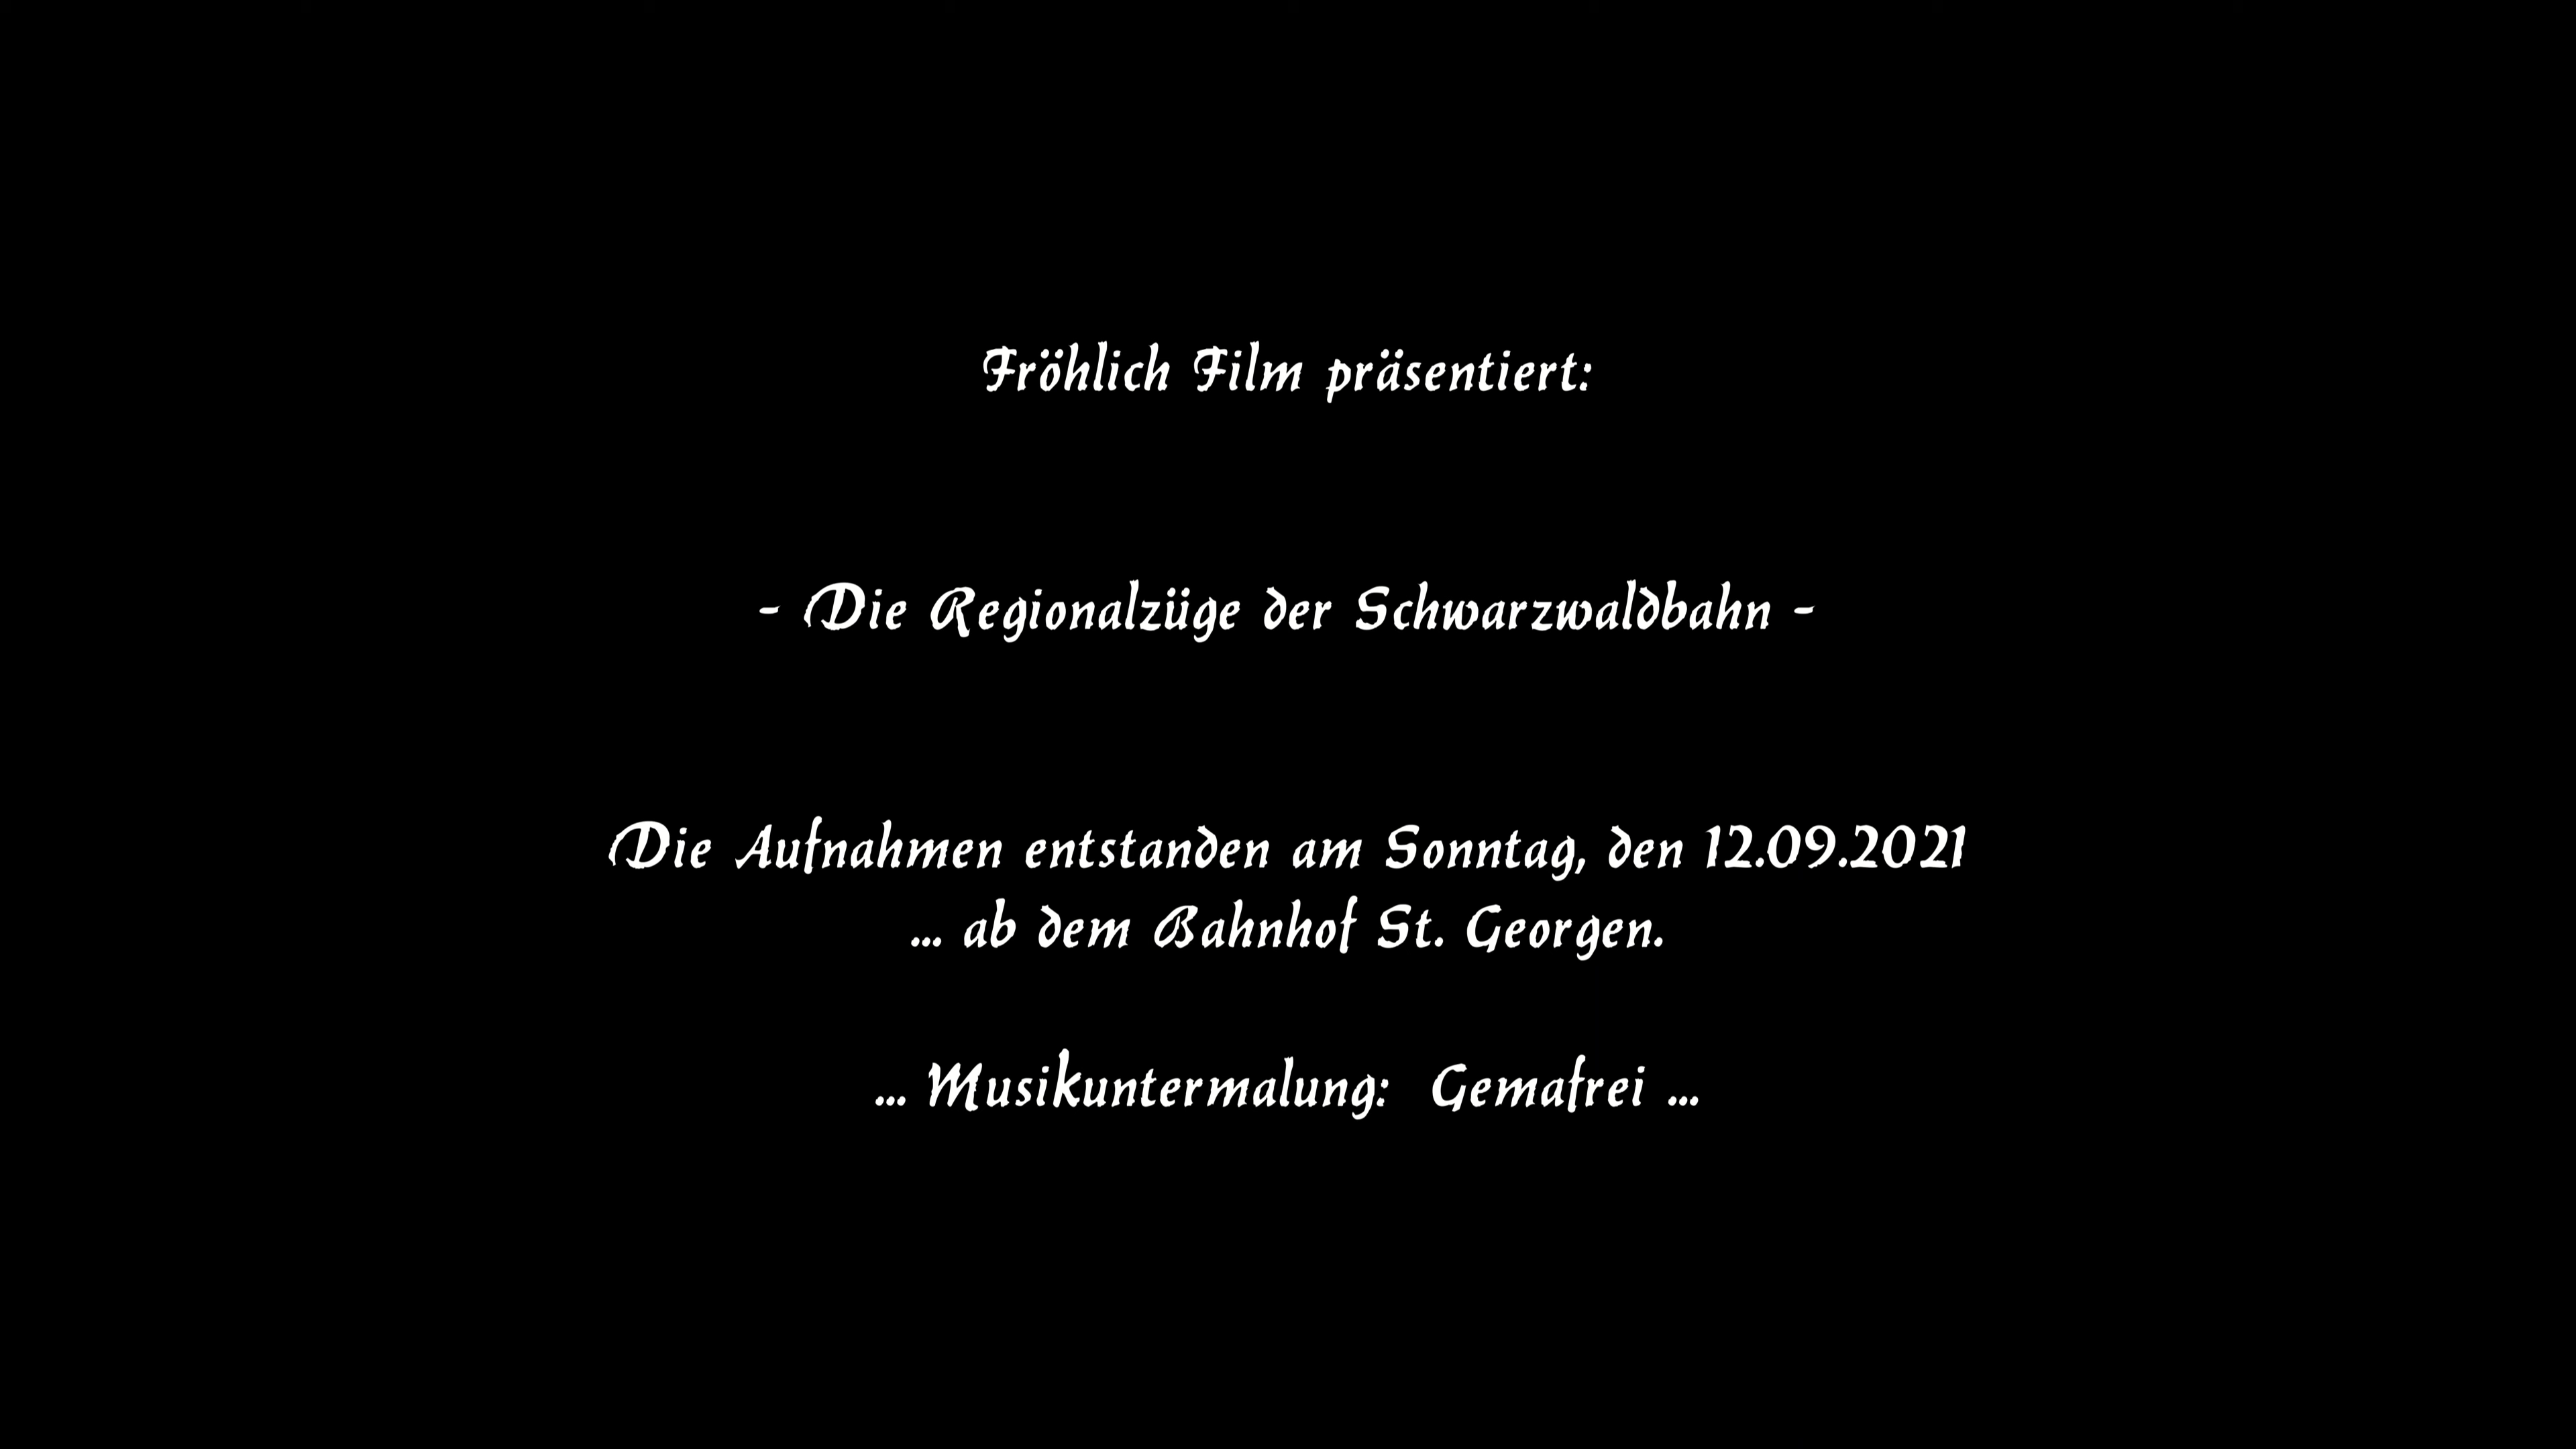 Fröhlich Film präsentiert:
- Die Regionalzüge der Schwarzwaldbahn -
Die Aufnahmen entstanden am Sonntag, den 12.09.2021
... ab dem Bahnhof St. Georgen.
... Musikuntermalung:  Gemafrei ...